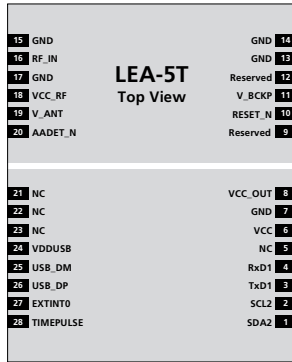 15 GND GND 14
16 RF_IN GND 13
17 GND LEA-5T Reserved 12
18 VCC_RF Top View V_BCKP 11
19 V_ANT RESET_N 10
20 AADET_N Reserved 9
21 NC VCC_OUT 8
22 NC GND 7
23 NC VCC 6
24 VDDUSB NC 5
25 USB_DM RxD1 4
26 USB_DP TxD1 3
27 EXTINT0 SCL2 2
28 TIMEPULSE SDA2 1